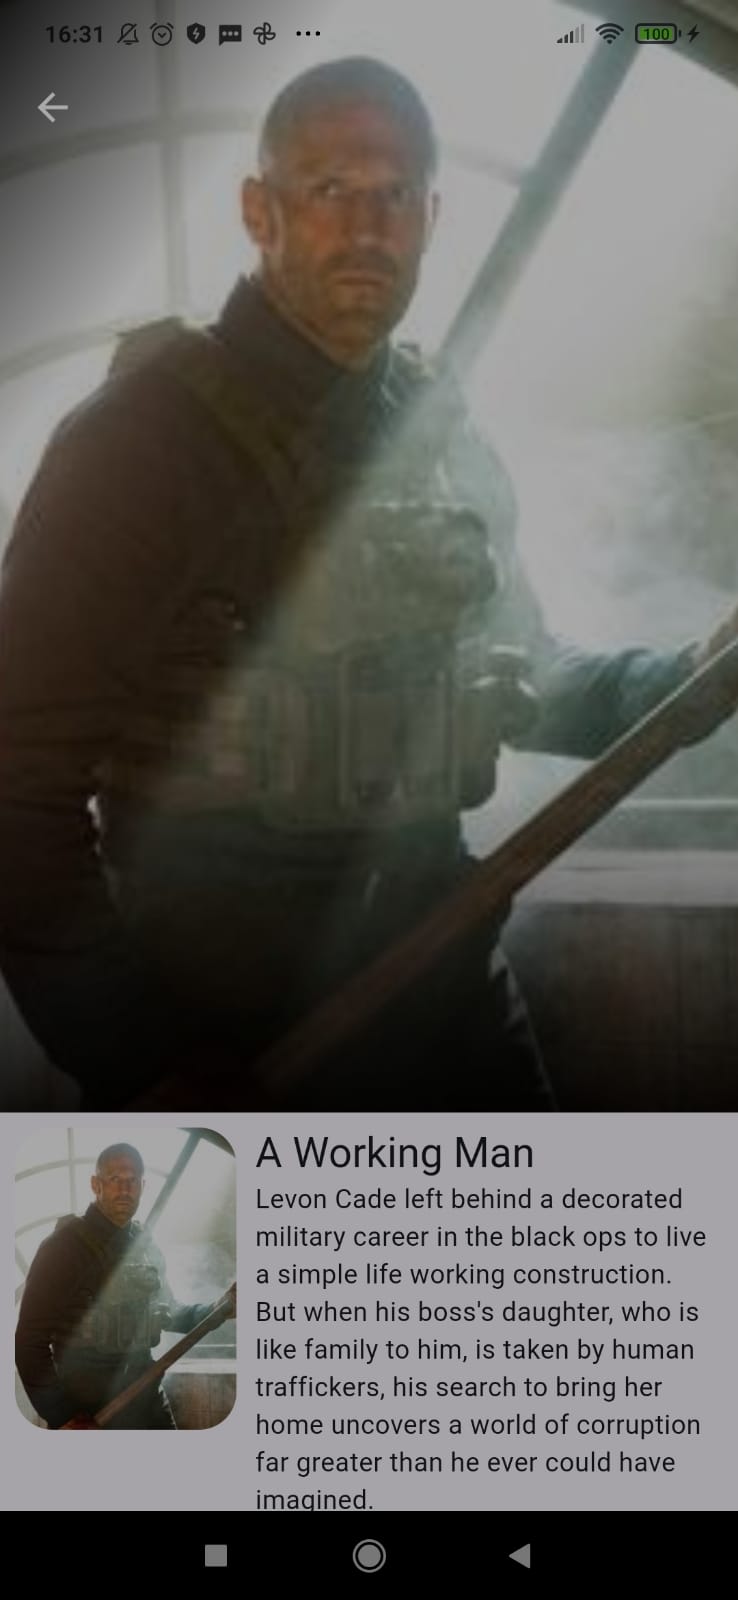 16:31
100
A Working Man
Levon Cade left behind a decorated
military career in the black ops to live
a simple life working construction.
But when his boss's daughter, who is
like family to him, is taken by human
traffickers, his search to bring her
home uncovers a world of corruption
far greater than he ever could have
imagined.